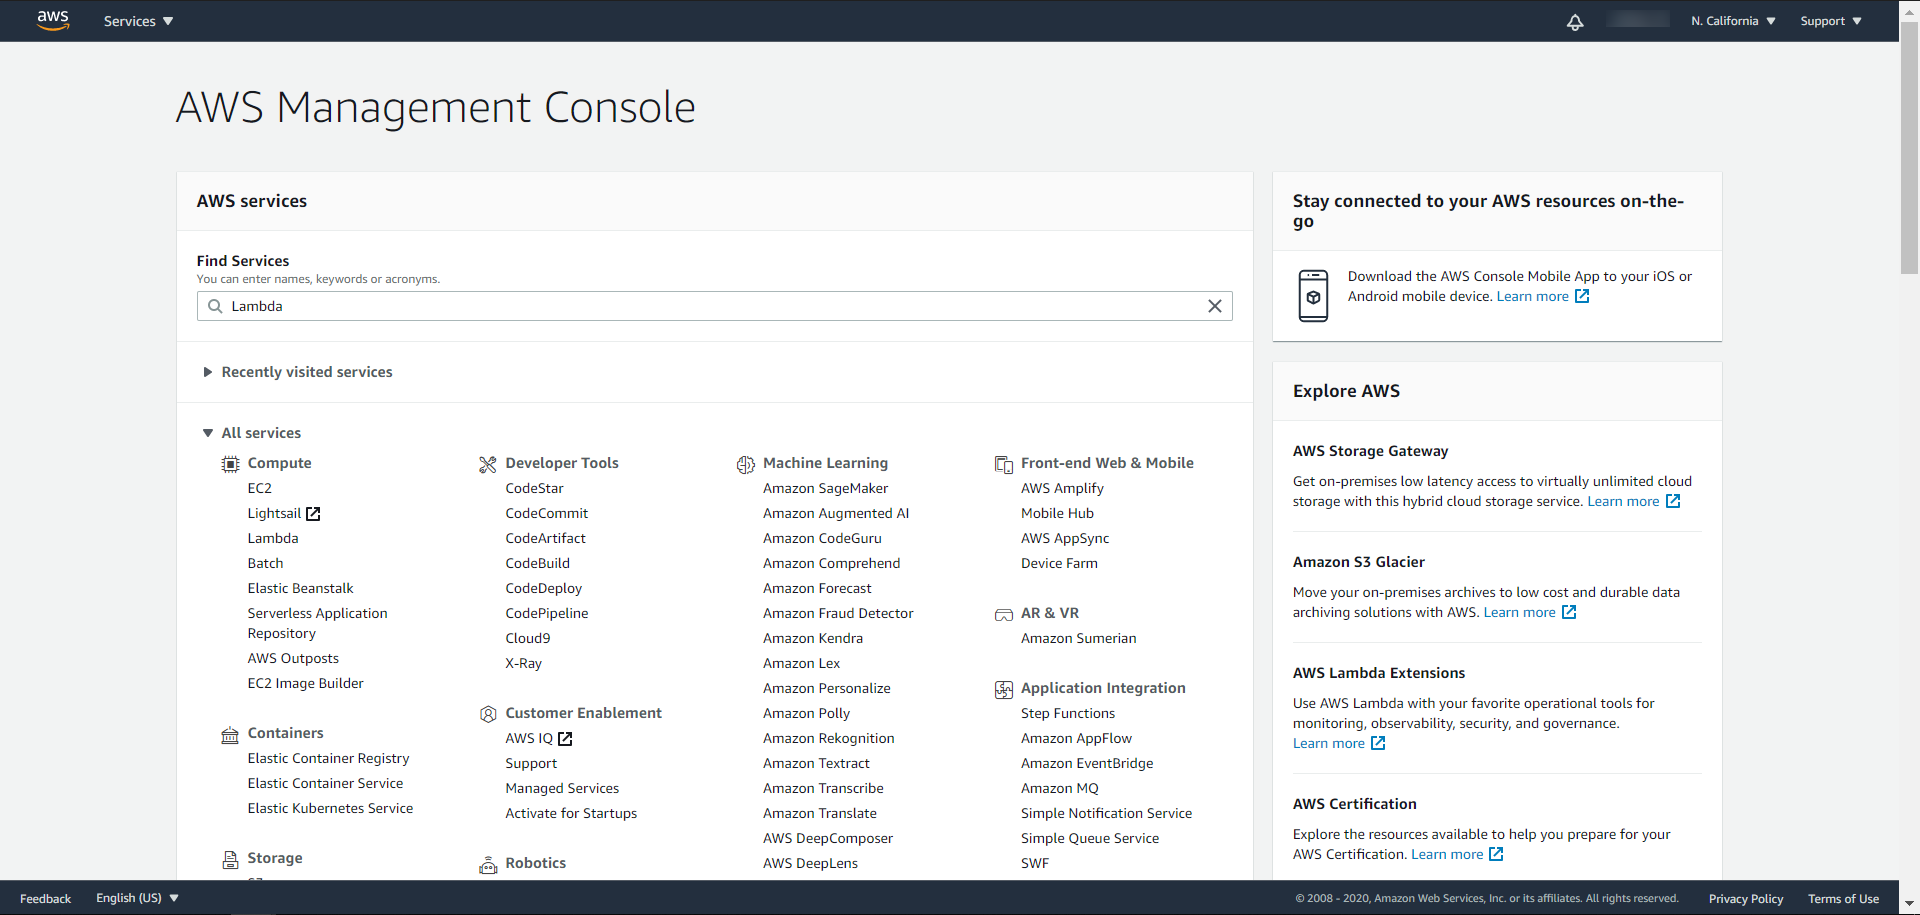 aws
Services
N. California
Support
AWS Management Console
AWS services
Find Services
You can enter names, keywords or acronyms.
Lambda
Recently visited services
All services
Compute
EC2
Lightsail
Lambda
Batch
Elastic Beanstalk
Serverless Application
Repository
AWS Outposts
EC2 Image Builder
Containers
Elastic Container Registry
Elastic Container Service
Elastic Kubernetes Service
Storage
Developer Tools
CodeStar
CodeCommit
CodeArtifact
CodeBuild
CodeDeploy
CodePipeline
Cloud9
X-Ray
Customer Enablement
AWS IQ
Support
Managed Services
Activate for Startups
Robotics
Machine Learning
Amazon SageMaker
Amazon Augmented AI
Amazon CodeGuru
Amazon Comprehend
Amazon Forecast
Amazon Fraud Detector
Amazon Kendra
Amazon Lex
Amazon Personalize
Amazon Polly
Amazon Rekognition
Amazon Textract
Amazon Transcribe
Amazon Translate
AWS DeepComposer
AWS DeepLens
Front-end Web & Mobile
AWS Amplify
Mobile Hub
AWS AppSync
Device Farm
AR & VR
Amazon Sumerian
Application Integration
Step Functions
Amazon AppFlow
Amazon EventBridge
Amazon MQ
Simple Notification Service
Simple Queue Service
SWF
Stay connected to your AWS resources on-the-
go
Download the AWS Console Mobile App to your iOS or
Android mobile device. Learn more
Explore AWS
AWS Storage Gateway
Get on-premises low latency access to virtually unlimited cloud
storage with this hybrid cloud storage service. Learn more
Amazon S3 Glacier
Move your on-premises archives to low cost and durable data
archiving solutions with AWS. Learn more
AWS Lambda Extensions
Use AWS Lambda with your favorite operational tools for
monitoring, observability, security, and governance.
Learn more
AWS Certification
Explore the resources available to help you prepare for your
AWS Certification. Learn more
Feedback
English (US)
© 2008 - 2020, Amazon Web Services, Inc. or its affiliates. All rights reserved.
Privacy Policy
Terms of Use